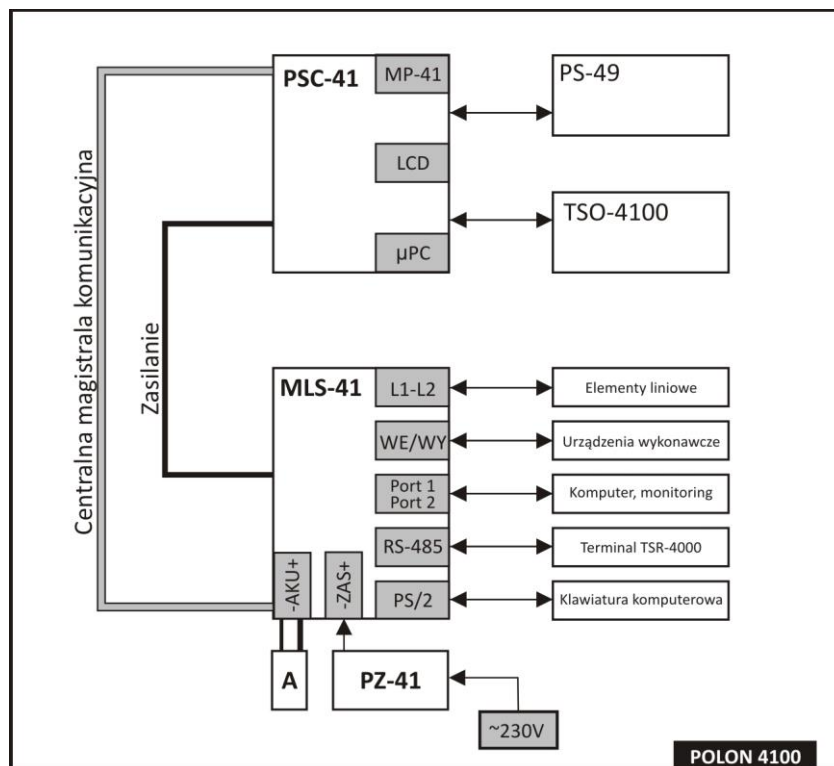 PSC-41
MP-41
LCD
µPC
PS-49
TSO-4100
Centralna magistrala komunikacyjna
Zasilanie
MLS-41
L1-L2
WE/WY
Port 1
Port 2
RS-485
PS/2
-AKU+
-ZAS+
Elementy liniowe
Urządzenia wykonawcze
Komputer, monitoring
Terminal TSR-4000
Klawiatura komputerowa
A
PZ-41
~230V
POLON 4100